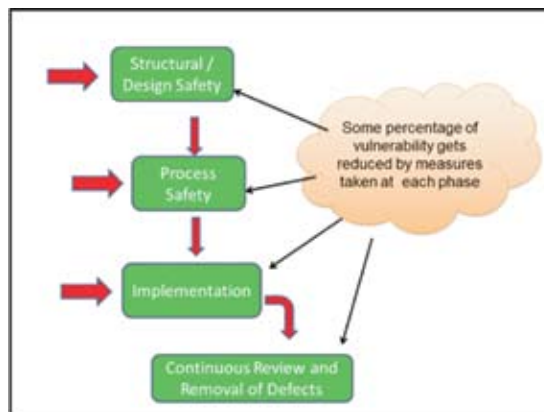 Structural /
Design Safety
Some percentage of
vulnerability gets
reduced by measures
taken at each phase
Process
Safety
Implementation
Continuous Review and
Removal of Defects